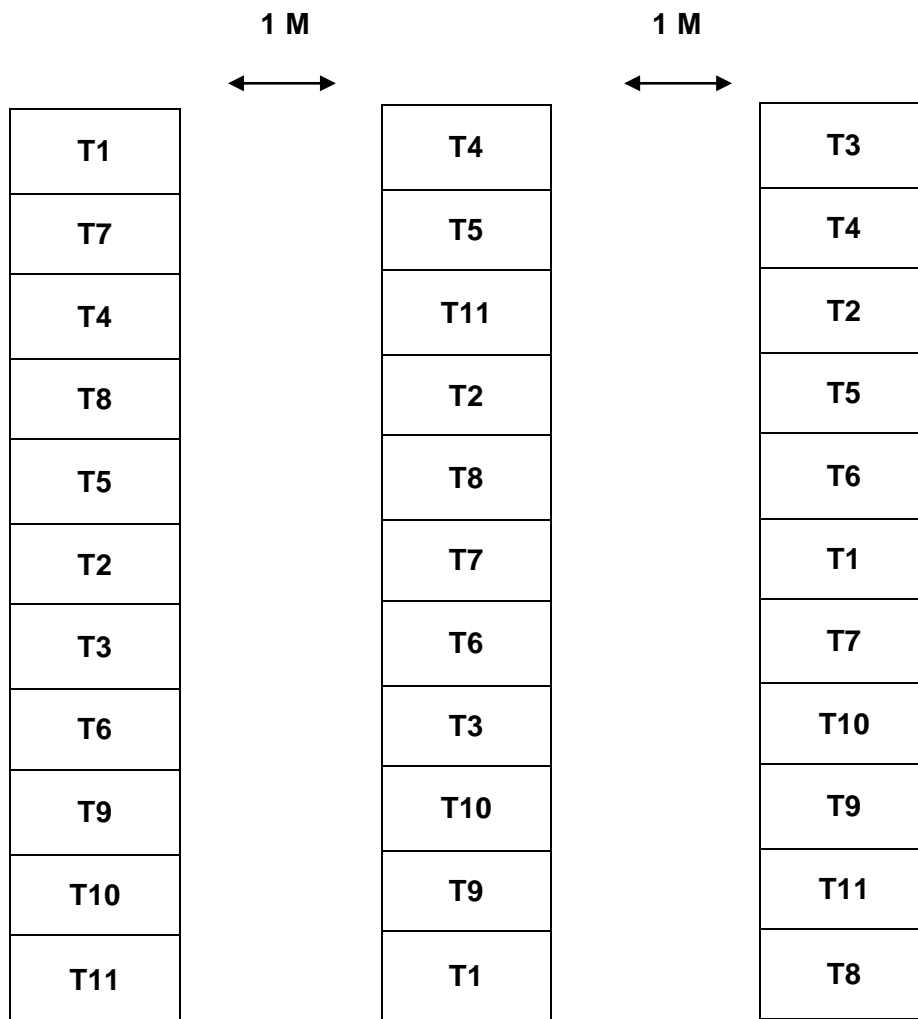 1 M 1 M
T1 T4 T3
T7 T5 T4
T4 T11 T2
T8 T2 T5
T5 T8 T6
T2 T7 T1
T3 T6 T7
T6 T3 T10
T9 T10 T9
T10 T9 T11
T11 T1 T8